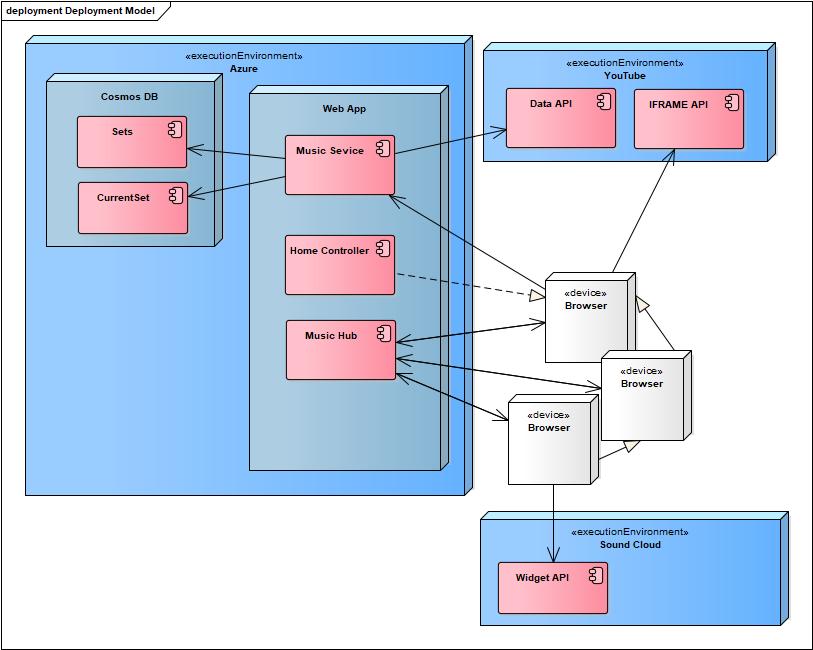 deployment Deployment Model
«executionEnvironment»
Azure
Cosmos DB
Sets
CurrentSet
Web App
Music Sevice
Home Controller
Music Hub
«executionEnvironment»
YouTube
Data API
IFRAME API
«device»
Browser
«device»
Browser
«device»
Browser
«executionEnvironment»
Sound Cloud
Widget API